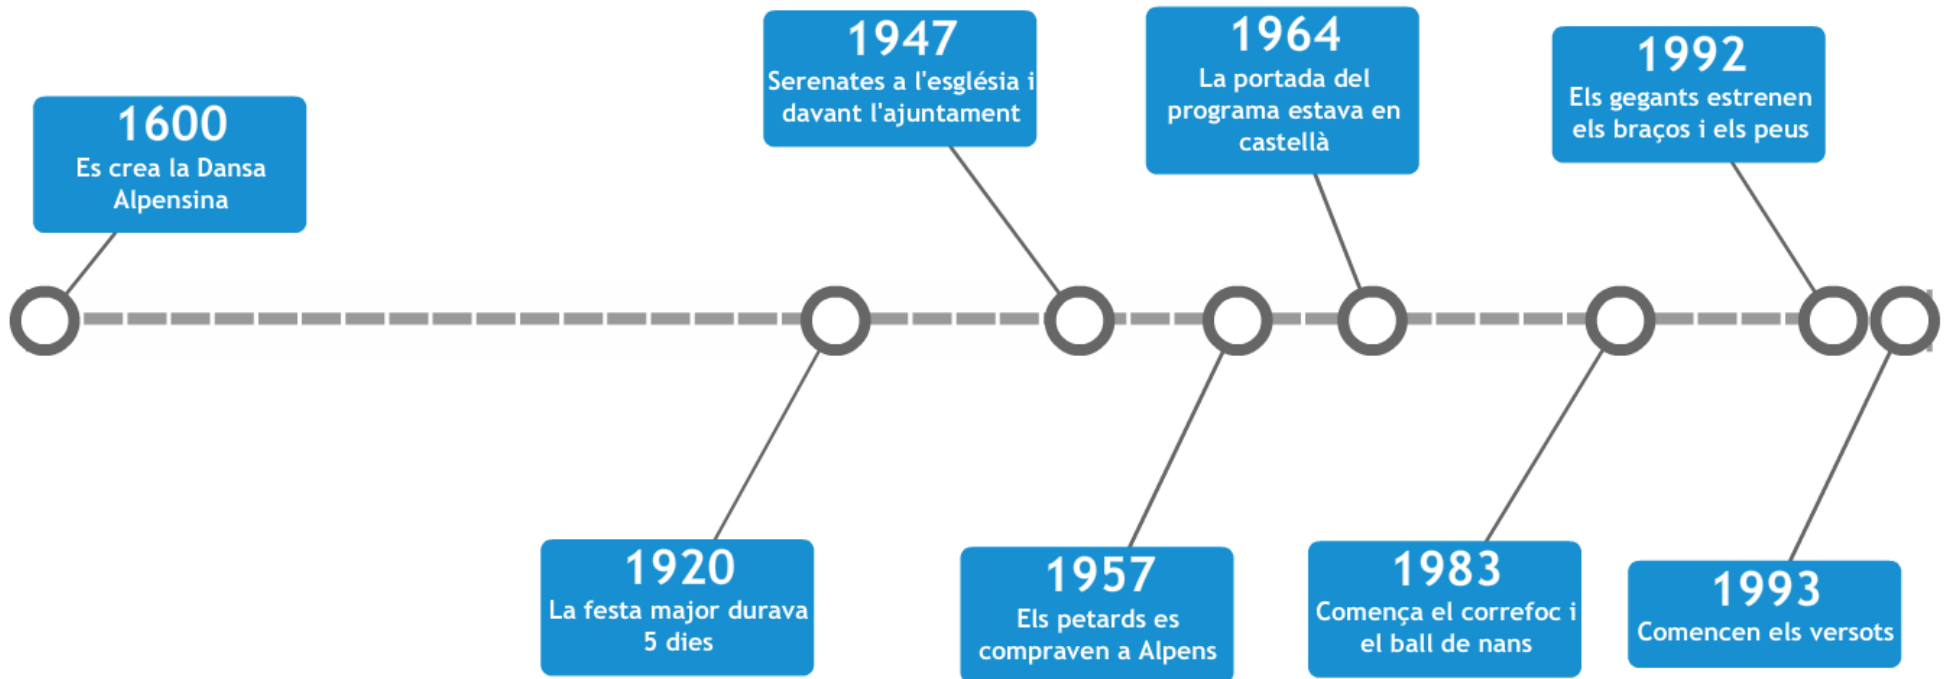 1600
Es crea la Dansa
Alpensina
1920
La festa major durava
5 dies
1947
Serenates a l'església i
davant l'ajuntament
1957
Els petards es
compraven a Alpens
1964
La portada del
programa estava en
castellà
1983
Comença el correfoc i
el ball de nans
1992
Els gegants estrenen
els braços i els peus
1993
Comencen els versots